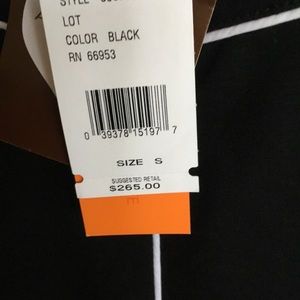 LOT
COLOR BLACK
RN 66953
0 39378 15197 7
SIZE S
SUGGESTED RETAIL
$265.00